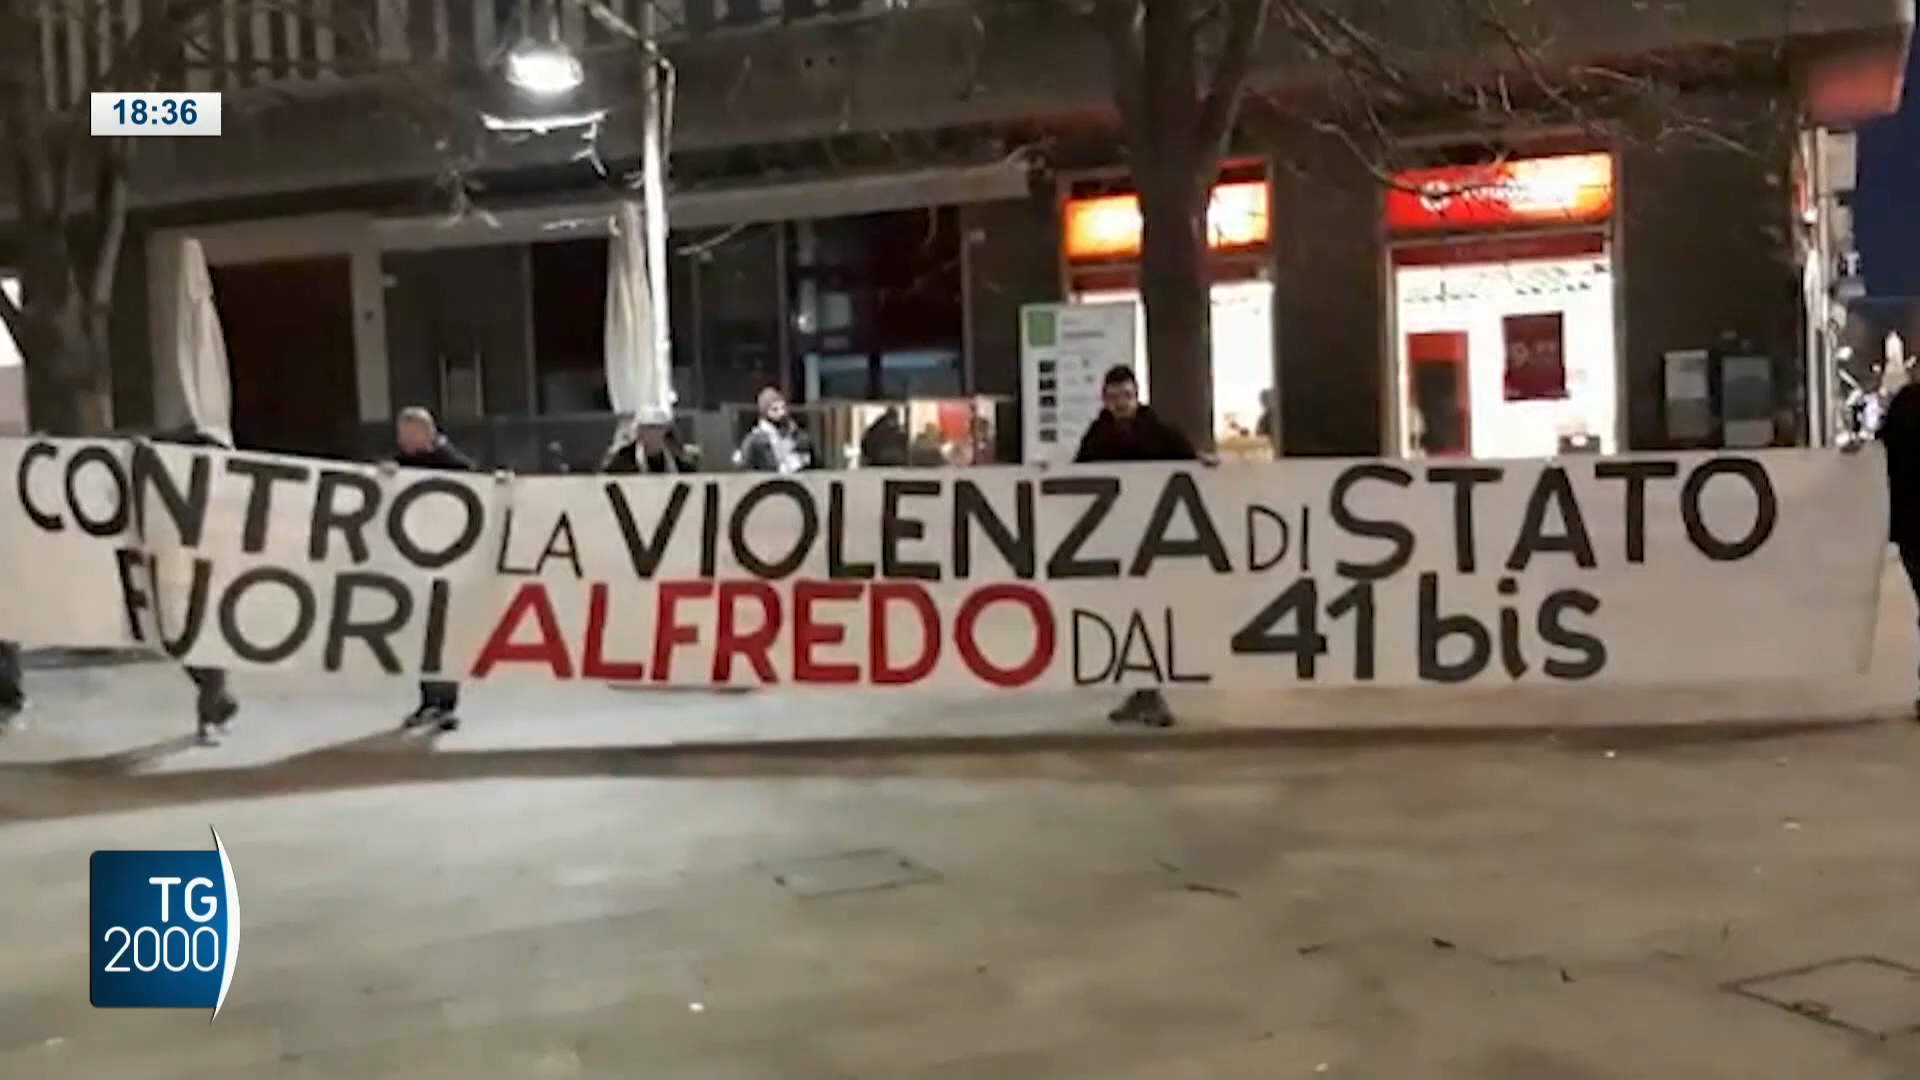 18:36
CONTRO LA VIOLENZA DI STATO
FUORI ALFREDO DAL 41 bis
TG
2000